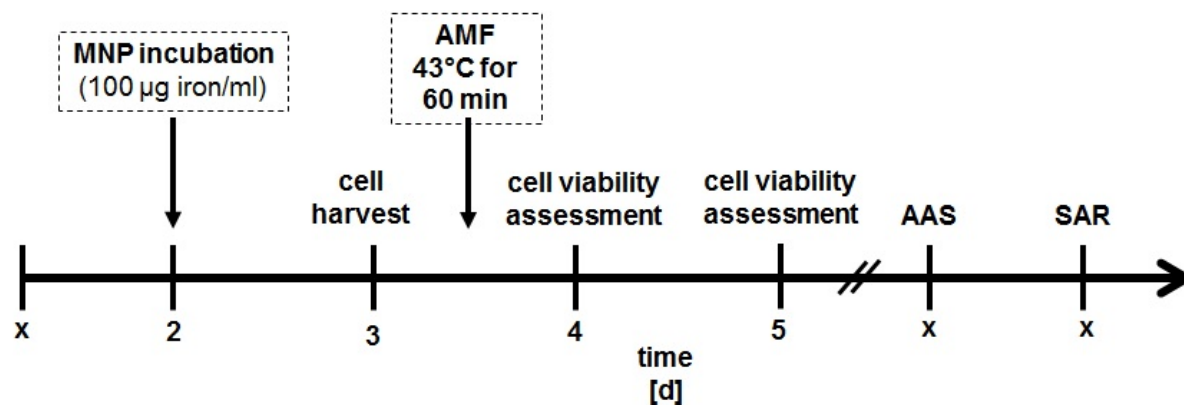 MNP incubation
(100 µg iron/ml)
AMF
43°C for
60 min
cell
harvest
cell viability
assessment
cell viability
assessment
AAS
SAR
x
2
3
4
5
x
x
time
[d]